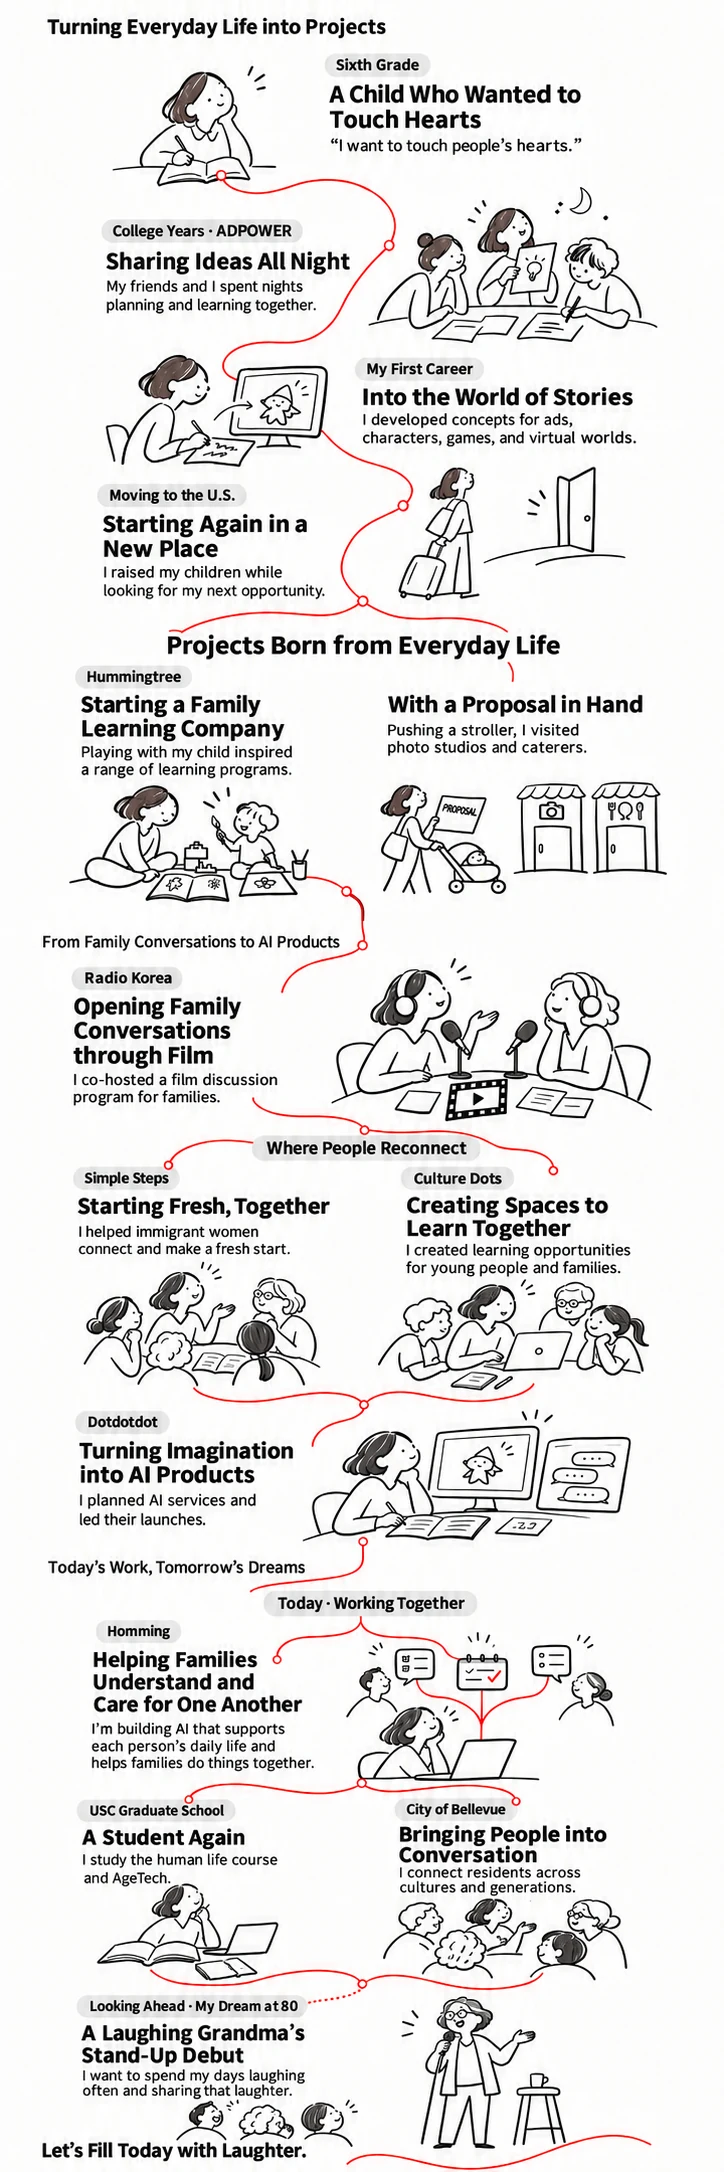 Turning Everyday Life into Projects
Sixth Grade
A Child Who Wanted to
Touch Hearts
“I want to touch people’s hearts.”
College Years · ADPOWER
Sharing Ideas All Night
My friends and I spent nights
planning and learning together.
My First Career
Into the World of Stories
I developed concepts for ads,
characters, games, and virtual worlds.
Moving to the U.S.
Starting Again in a
New Place
I raised my children while
looking for my next opportunity.
Projects Born from Everyday Life
Hummingtree
Starting a Family
Learning Company
Playing with my child inspired
a range of learning programs.
With a Proposal in Hand
Pushing a stroller, I visited
photo studios and caterers.
PROPOSAL
From Family Conversations to AI Products
Radio Korea
Opening Family
Conversations
through Film
I co-hosted a film discussion
program for families.
Where People Reconnect
Simple Steps
Starting Fresh, Together
I helped immigrant women
connect and make a fresh start.
Culture Dots
Creating Spaces to
Learn Together
I created learning opportunities
for young people and families.
Dotdotdot
Turning Imagination
into AI Products
I planned AI services and
led their launches.
Today’s Work, Tomorrow’s Dreams
Today · Working Together
Homming
Helping Families
Understand and
Care for One Another
I’m building AI that supports
each person’s daily life and
helps families do things together.
USC Graduate School
A Student Again
I study the human life course
and AgeTech.
City of Bellevue
Bringing People into
Conversation
I connect residents across
cultures and generations.
Looking Ahead · My Dream at 80
A Laughing Grandma’s
Stand-Up Debut
I want to spend my days laughing
often and sharing that laughter.
Let’s Fill Today with Laughter.